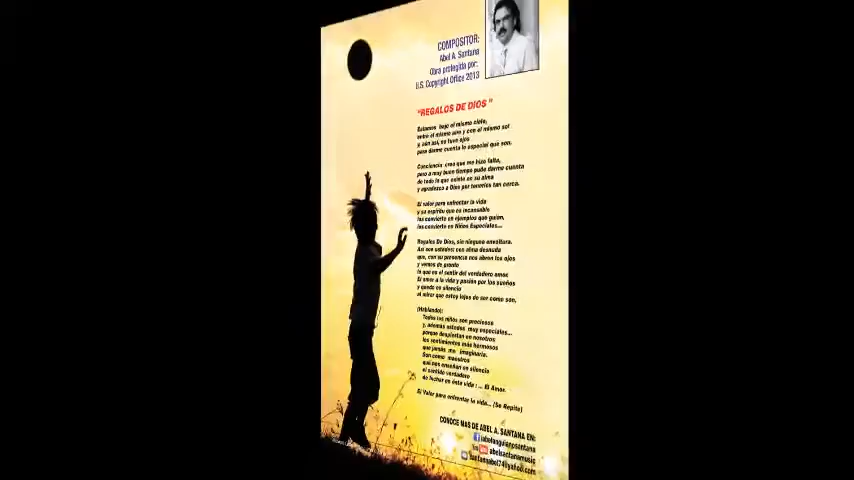 COMPOSITOR:
Abel A. Santana
Obra protegida por:
U.S. Copyright Office 2013
"REGALOS DE DIOS "
Estamos bajo el mismo cielo,
entre el mismo aire y con el mismo sol
y, aún así, no tuve ojos
para darme cuenta lo especial que son.
Conciencia creo que me hizo falta,
pero a muy buen tiempo pude darme cuenta
de todo lo que existe en su alma
y agradezco a Dios por tenerlos tan cerca.
El valor para enfrentar la vida
y su espíritu que es incansable
los convierte en ejemplos que guían,
los convierte en Niños Especiales...
Regalos De Dios, sin ninguna envoltura.
Así son ustedes: una alma desnuda
que, con su presencia nos abren los ojos
y vemos de pronto
lo qué es el sentir del verdadero amor
El amor a la vida y pasión por los sueños
y quedo en silencio
al mirar que estoy lejos de ser como son,
(Hablando):
Todos los niños son preciosos
y, además ustedes muy especiales...
porque despiertan en nosotros
los sentimientos más hermosos
que jamás me imaginaría.
Son como maestros
que nos enseñan en silencio
el sentido verdadero
de luchar en ésta vida : ... El Amor.
El Valor para enfrentar la vida... (Se Repite)
CONOCE MAS DE ABEL A. SANTANA EN:
abelsantanamusic